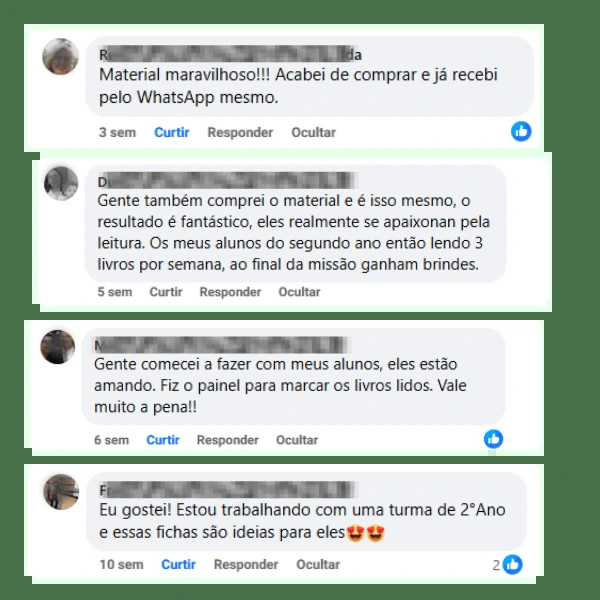 Material maravilhoso!!! Acabei de comprar e já recebi
pelo WhatsApp mesmo.
3 sem Curtir Responder Ocultar
Gente também comprei o material e é isso mesmo, o
resultado é fantástico, eles realmente se apaixonan pela
leitura. Os meus alunos do segundo ano então lendo 3
livros por semana, ao final da missão ganham brindes.
5 sem Curtir Responder Ocultar
Gente comecei a fazer com meus alunos, eles estão
amando. Fiz o painel para marcar os livros lidos. Vale
muito a pena!!
6 sem Curtir Responder Ocultar
Eu gostei! Estou trabalhando com uma turma de 2°Ano
e essas fichas são ideias para eles😍😍
10 sem Curtir Responder Ocultar 2